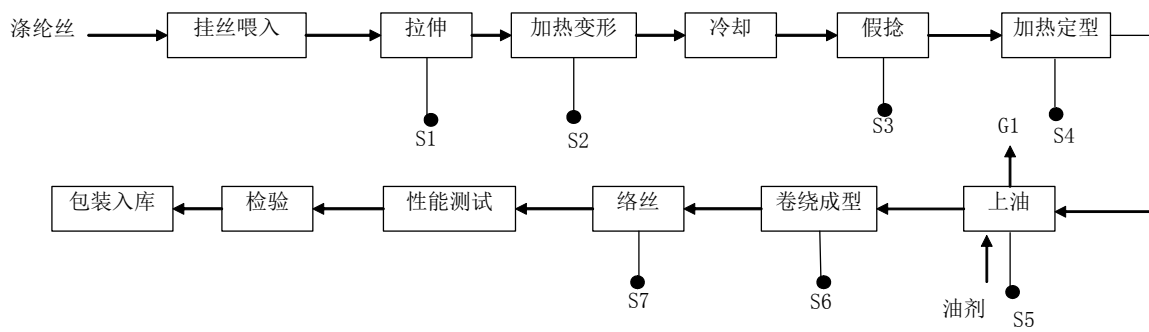 涤纶丝
挂丝喂入
拉伸
加热变形
冷却
假捻
加热定型
S1
S2
S3
S4
G1
包装入库
检验
性能测试
络丝
卷绕成型
上油
S7
S6
油剂
S5